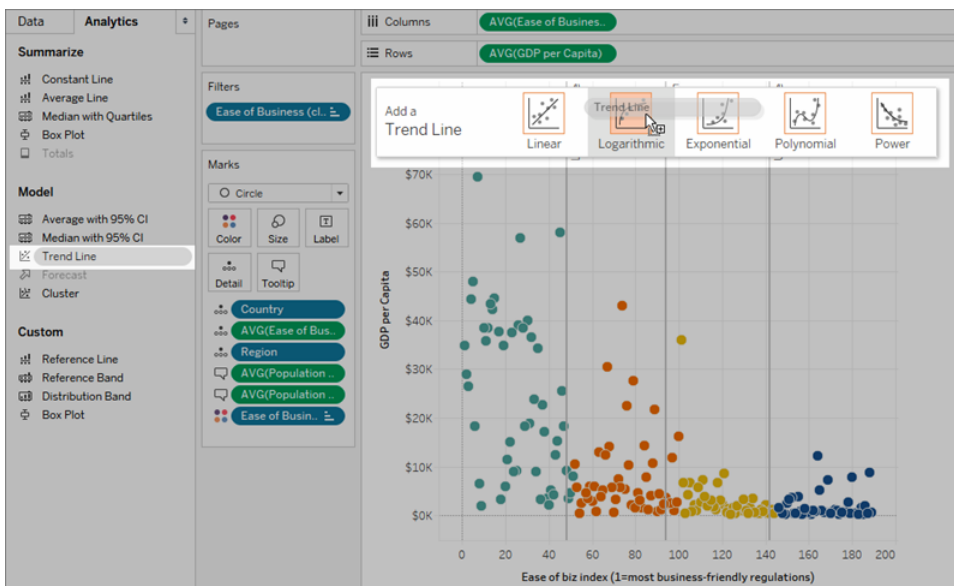 Data
Analytics
Summarize
Constant Line
Average Line
Median with Quartiles
Box Plot
Totals
Model
Average with 95% CI
Median with 95% CI
Trend Line
Forecast
Cluster
Custom
Reference Line
Reference Band
Distribution Band
Box Plot
Pages
Filters
Ease of Business (cl..
Marks
Circle
Color
Size
Label
Detail
Tooltip
Country
AVG(Ease of Bus..
Region
AVG(Population ..
AVG(Population ..
Ease of Busin..
Columns
AVG(Ease of Busines..
Rows
AVG(GDP per Capita)
Add a
Trend Line
Trend Line
Linear
Logarithmic
Exponential
Polynomial
Power
GDP per Capita
$70K
$60K
$50K
$40K
$30K
$20K
$10K
$0K
0 20 40 60 80 100 120 140 160 180 200
Ease of biz index (1=most business-friendly regulations)